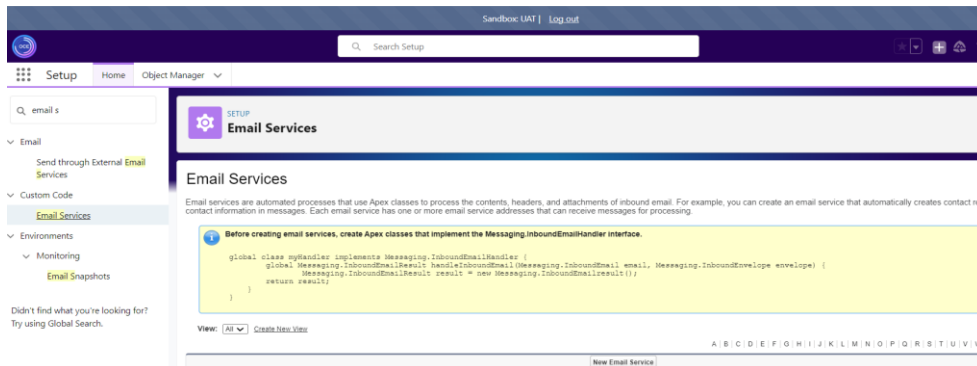 Sandbox: UAT | Log out
Search Setup
Setup Home Object Manager
email s
Email
Send through External Email
Services
Custom Code
Email Services
Environments
Monitoring
Email Snapshots
Didn't find what you're looking for?
Try using Global Search.
SETUP
Email Services
Email Services
Email services are automated processes that use Apex classes to process the contents, headers, and attachments of inbound email. For example, you can create an email service that automatically creates contact
contact information in messages. Each email service has one or more email service addresses that can receive messages for processing.
Before creating email services, create Apex classes that implement the Messaging.InboundEmailHandler interface.
global class myHandler implements Messaging.InboundEmailHandler {
global Messaging.InboundEmailResult handleInboundEmail(Messaging.InboundEmail email, Messaging.InboundEnvelope envelope) {
Messaging.InboundEmailResult result = new Messaging.InboundEmailresult();
return result;
}
}
View: All Create New View
A | B | C | D | E | F | G | H | I | J | K | L | M | N | O | P | Q | R | S | T | U | V |
New Email Service